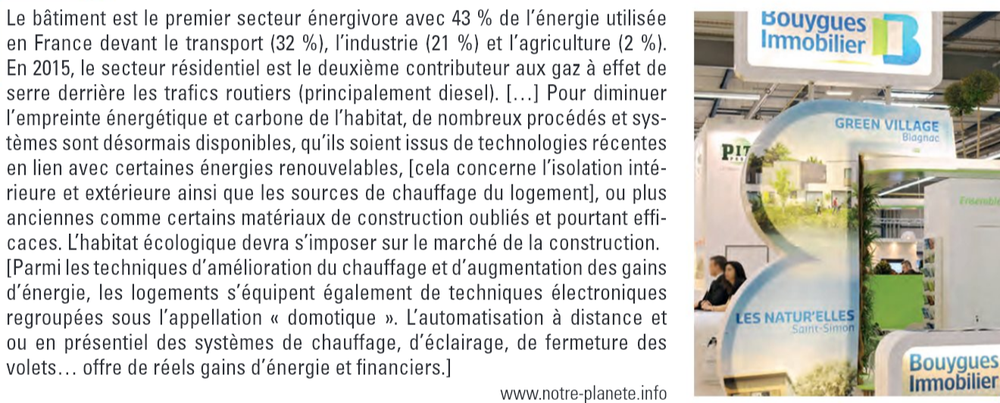 Le bâtiment est le premier secteur énergivore avec 43 % de l'énergie utilisée
en France devant le transport (32 %), l'industrie (21 %) et l'agriculture (2 %).
En 2015, le secteur résidentiel est le deuxième contributeur aux gaz à effet de
serre derrière les trafics routiers (principalement diesel). […] Pour diminuer
l'empreinte énergétique et carbone de l'habitat, de nombreux procédés et sys-
tèmes sont désormais disponibles, qu'ils soient issus de technologies récentes
en lien avec certaines énergies renouvelables, [cela concerne l'isolation inté-
rieure et extérieure ainsi que les sources de chauffage du logement], ou plus
anciennes comme certains matériaux de construction oubliés et pourtant effi-
caces. L'habitat écologique devra s'imposer sur le marché de la construction.
[Parmi les techniques d'amélioration du chauffage et d'augmentation des gains
d'énergie, les logements s'équipent également de techniques électroniques
regroupées sous l'appellation « domotique ». L'automatisation à distance et
ou en présentiel des systèmes de chauffage, d'éclairage, de fermeture des
volets… offre de réels gains d'énergie et financiers.]
www.notre-planete.info
Bouygues
Immobilier
GREEN VILLAGE
Blagnac
PIT
Ensemble
LES NATUR'ELLES
Saint-Simon
Bouygues
Immobilier